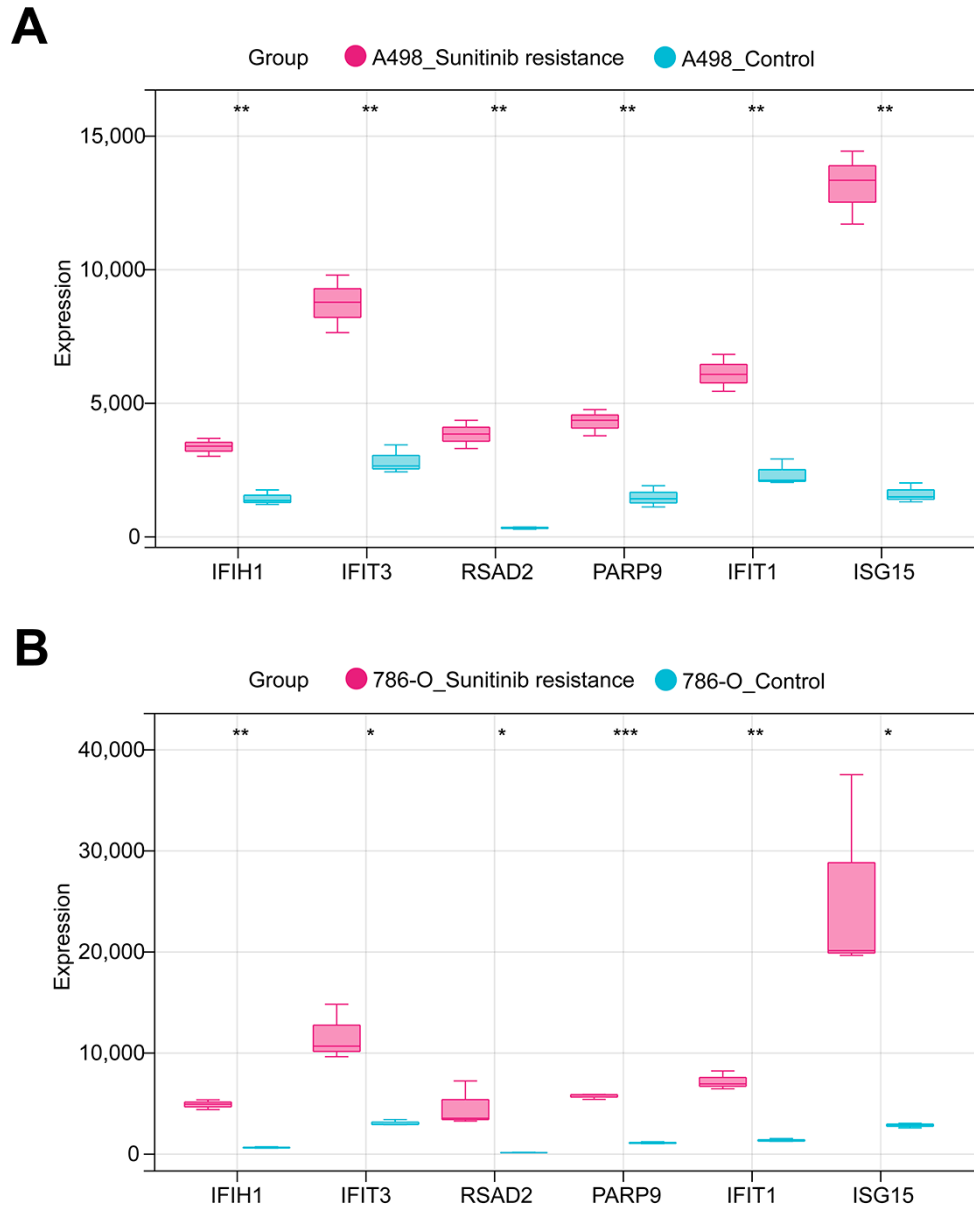 A
Group A498_Sunitinib resistance A498_Control
** ** ** ** ** **
15,000
10,000
5,000
0
Expression
IFIH1 IFIT3 RSAD2 PARP9 IFIT1 ISG15
B
Group 786-O_Sunitinib resistance 786-O_Control
** * * *** ** *
40,000
30,000
20,000
10,000
0
Expression
IFIH1 IFIT3 RSAD2 PARP9 IFIT1 ISG15